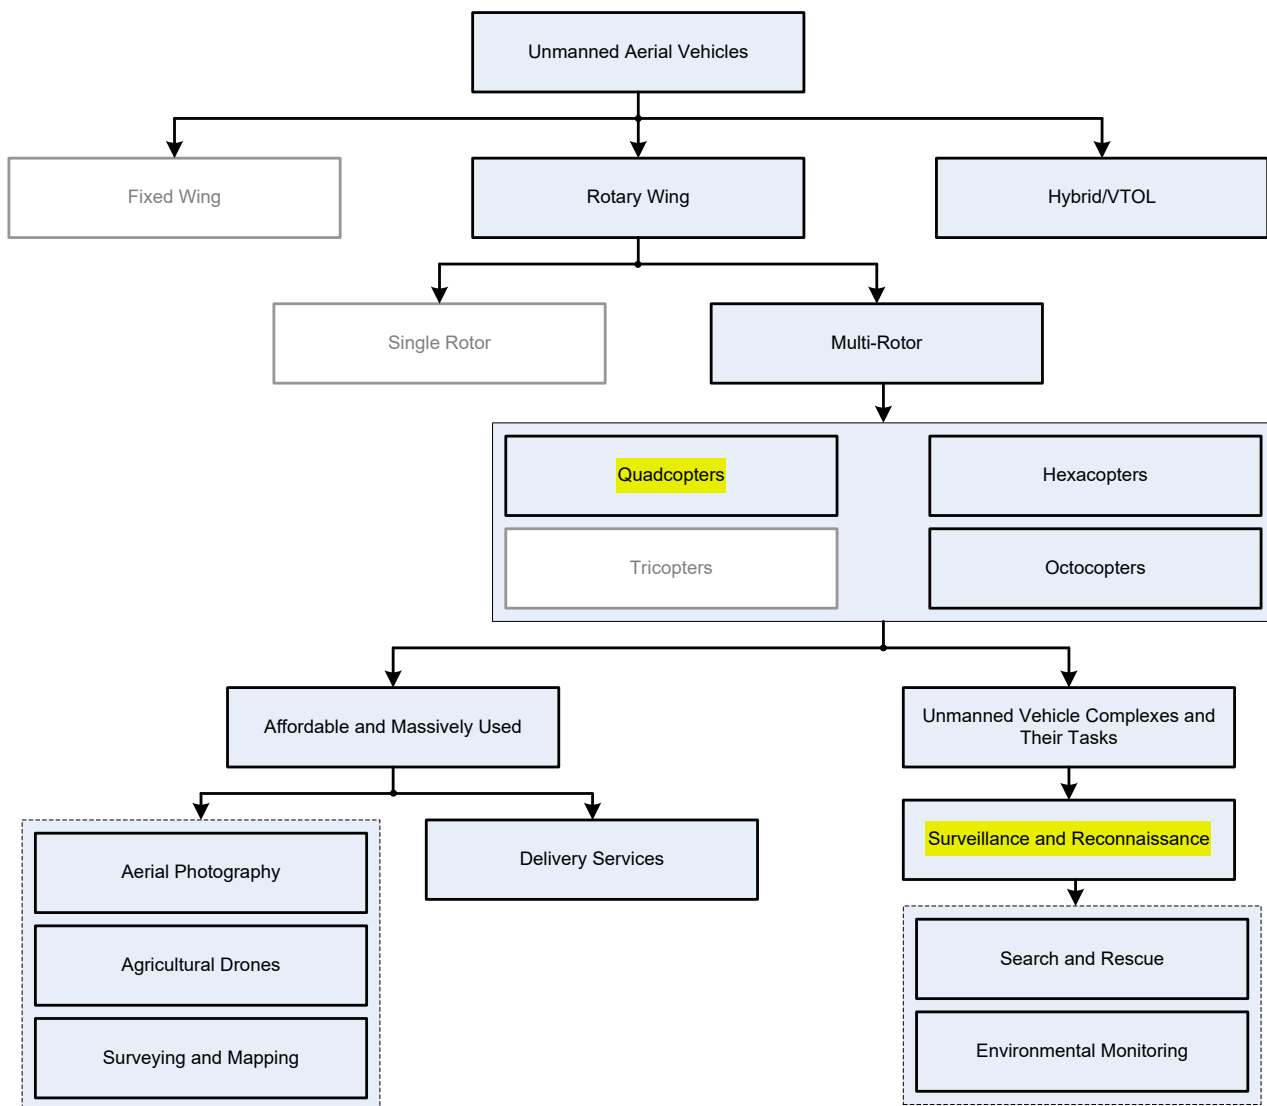 Unmanned Aerial Vehicles
Fixed Wing
Rotary Wing
Hybrid/VTOL
Single Rotor
Multi-Rotor
Quadcopters
Hexacopters
Tricopters
Octocopters
Affordable and Massively Used
Unmanned Vehicle Complexes and
Their Tasks
Surveillance and Reconnaissance
Aerial Photography
Delivery Services
Agricultural Drones
Search and Rescue
Surveying and Mapping
Environmental Monitoring